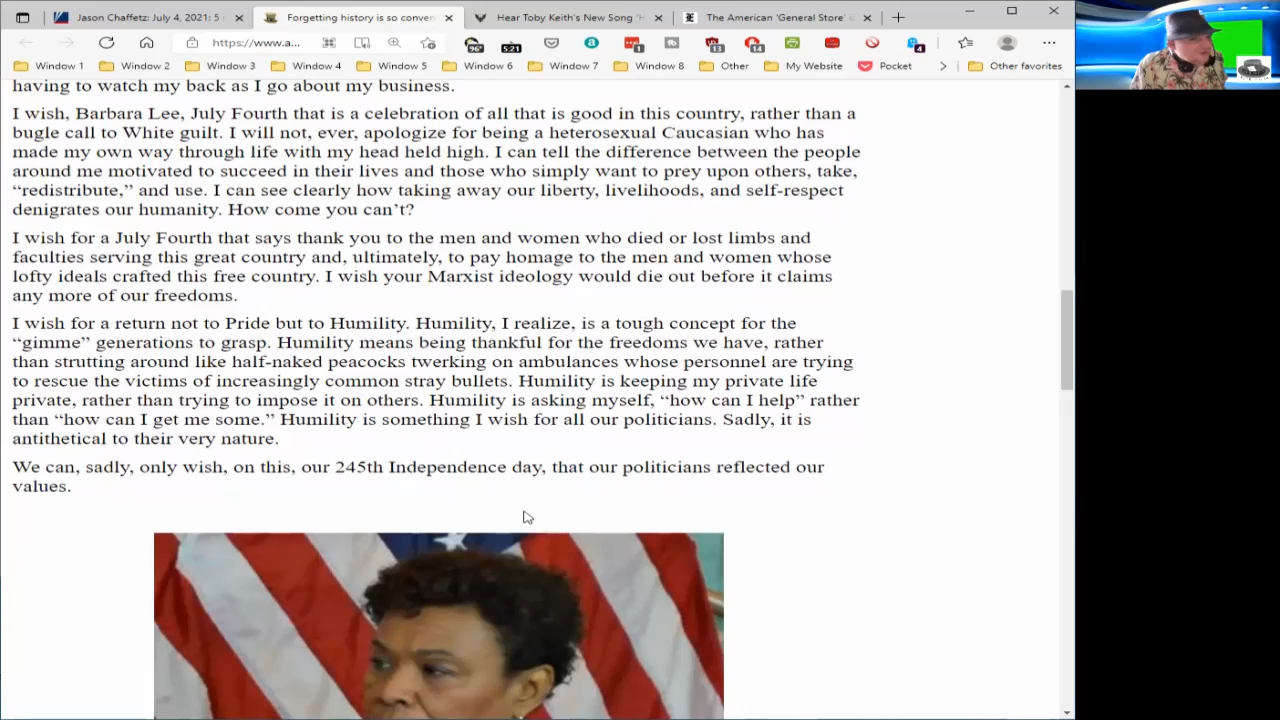 Jason Chaffetz: July 4, 2021: 5
Forgetting history is so conver
Hear Toby Keith's New Song "H
The American 'General Store'
https://www.a...
96°
5:21
1
13
14
4
Window 1
Window 2
Window 3
Window 4
Window 5
Window 6
Window 7
Window 8
Other
My Website
Pocket
Other favorites
having to watch my back as I go about my business.
I wish, Barbara Lee, July Fourth that is a celebration of all that is good in this country, rather than a
bugle call to White guilt. I will not, ever, apologize for being a heterosexual Caucasian who has
made my own way through life with my head held high. I can tell the difference between the people
around me motivated to succeed in their lives and those who simply want to prey upon others, take,
“redistribute,” and use. I can see clearly how taking away our liberty, livelihoods, and self-respect
denigrates our humanity. How come you can’t?
I wish for a July Fourth that says thank you to the men and women who died or lost limbs and
faculties serving this great country and, ultimately, to pay homage to the men and women whose
lofty ideals crafted this free country. I wish your Marxist ideology would die out before it claims
any more of our freedoms.
I wish for a return not to Pride but to Humility. Humility, I realize, is a tough concept for the
“gimme” generations to grasp. Humility means being thankful for the freedoms we have, rather
than strutting around like half-naked peacocks twerking on ambulances whose personnel are trying
to rescue the victims of increasingly common stray bullets. Humility is keeping my private life
private, rather than trying to impose it on others. Humility is asking myself, “how can I help” rather
than “how can I get me some.” Humility is something I wish for all our politicians. Sadly, it is
antithetical to their very nature.
We can, sadly, only wish, on this, our 245th Independence day, that our politicians reflected our
values.